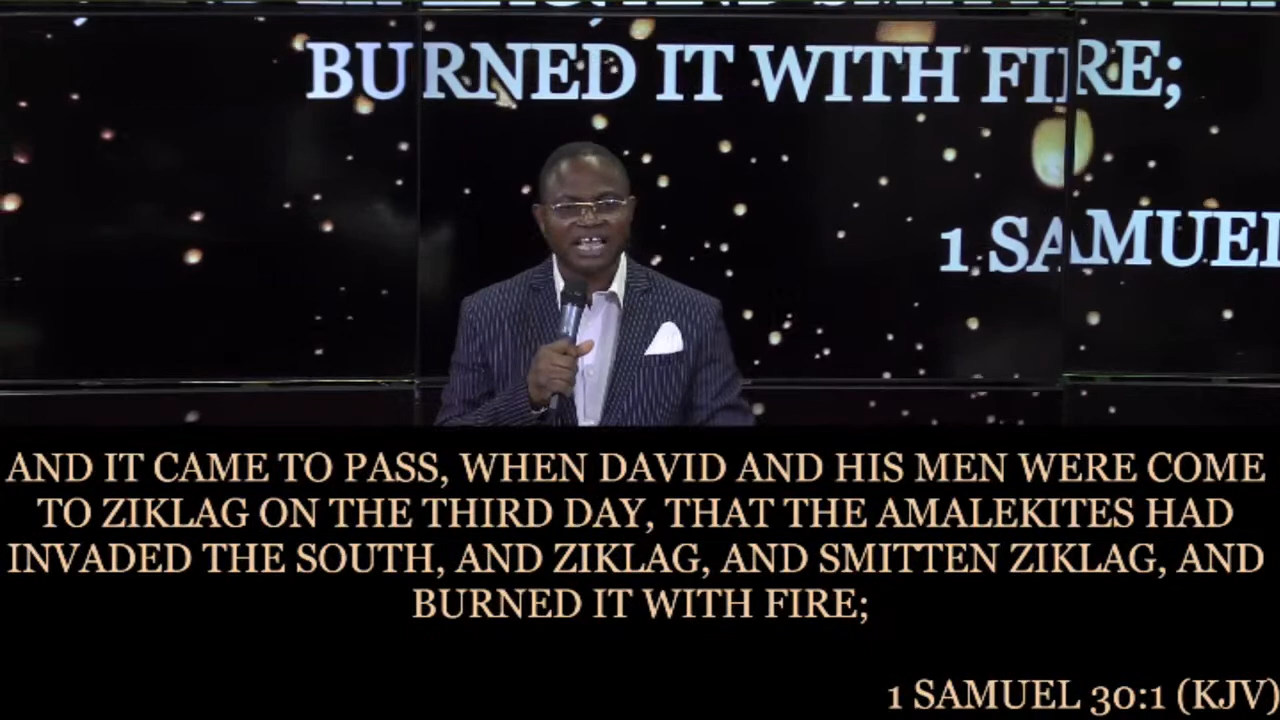 BURNED IT WITH FIRE;
1 SAMUEL
AND IT CAME TO PASS, WHEN DAVID AND HIS MEN WERE COME
TO ZIKLAG ON THE THIRD DAY, THAT THE AMALEKITES HAD
INVADED THE SOUTH, AND ZIKLAG, AND SMITTEN ZIKLAG, AND
BURNED IT WITH FIRE;
1 SAMUEL 30:1 (KJV)